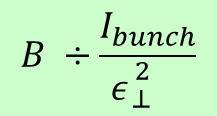 B ÷ I_bunch / ϵ_⊥^2